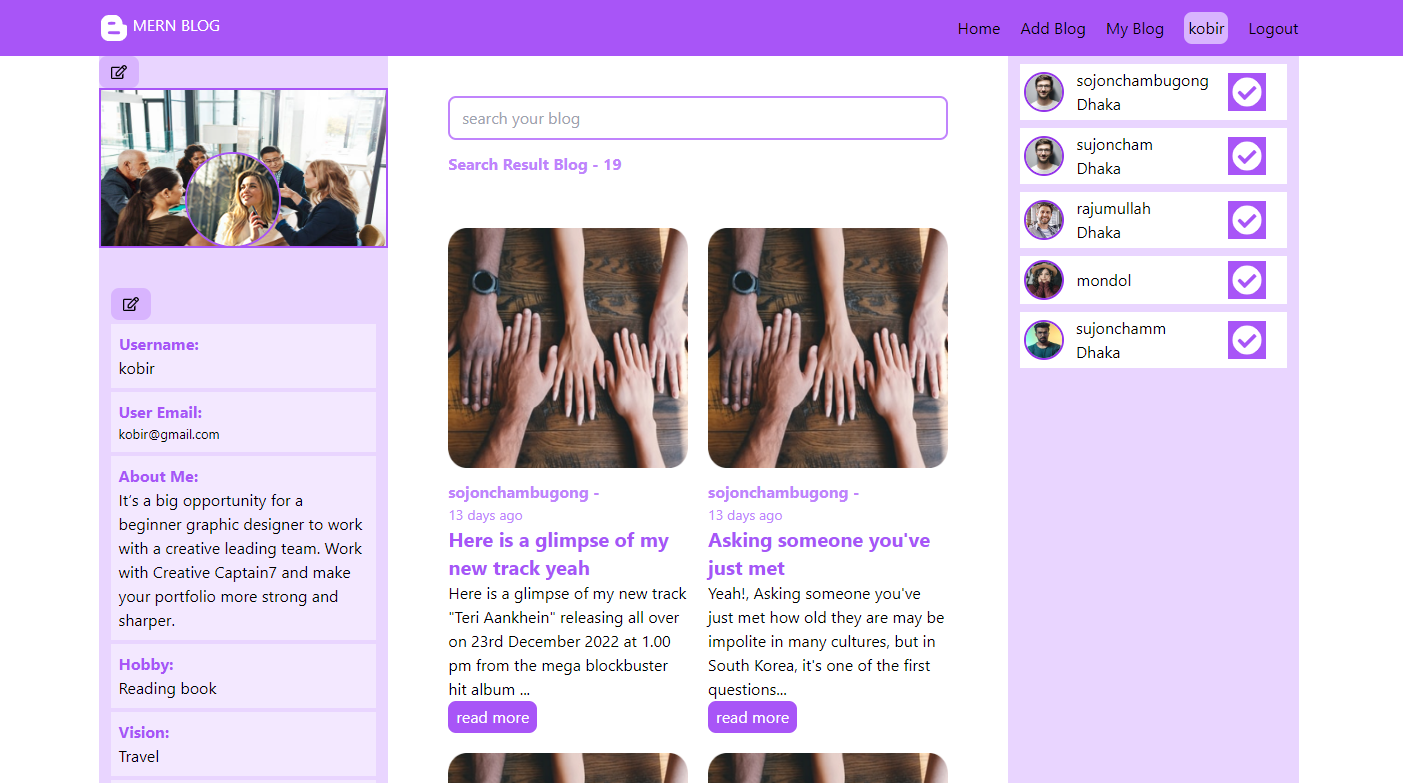 MERN BLOG
Home Add Blog My Blog kobir Logout
Username:
kobir
User Email:
kobir@gmail.com
About Me:
It's a big opportunity for a
beginner graphic designer to work
with a creative leading team. Work
with Creative Captain7 and make
your portfolio more strong and
sharper.
Hobby:
Reading book
Vision:
Travel
search your blog
Search Result Blog - 19
sojonchambugong -
13 days ago
Here is a glimpse of my
new track yeah
Here is a glimpse of my new track
"Teri Aankhein" releasing all over
on 23rd December 2022 at 1.00
pm from the mega blockbuster
hit album ...
read more
sojonchambugong -
13 days ago
Asking someone you've
just met
Yeah!, Asking someone you've
just met how old they are may be
impolite in many cultures, but in
South Korea, it's one of the first
questions...
read more
sojonchambugong
Dhaka
sujoncham
Dhaka
rajumullah
Dhaka
mondol
sujonchamm
Dhaka